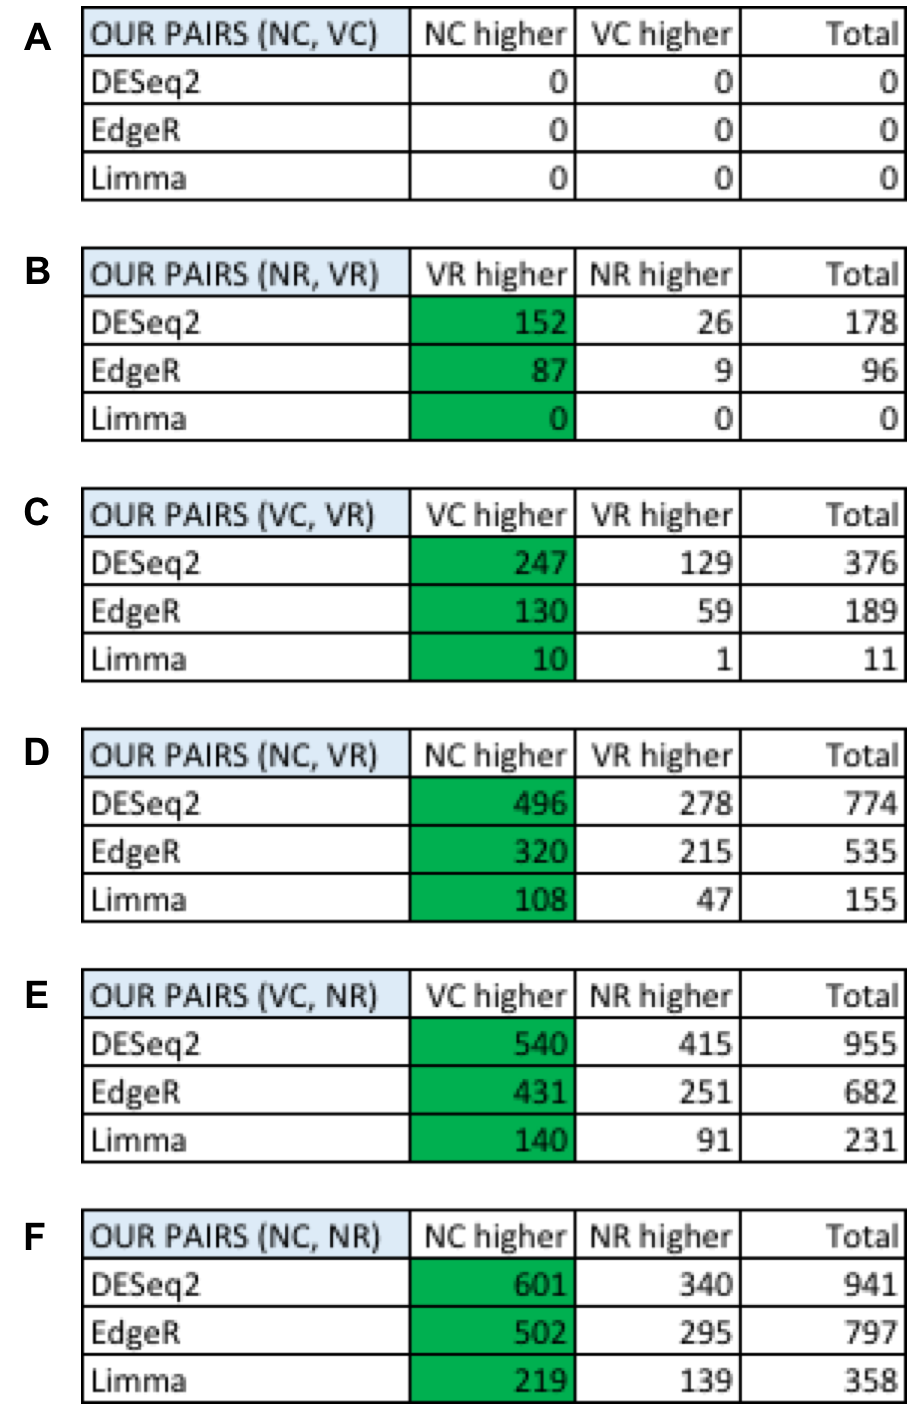 A OUR PAIRS (NC, VC) NC higher VC higher Total
DESeq2 0 0 0
EdgeR 0 0 0
Limma 0 0 0
B OUR PAIRS (NR, VR) VR higher NR higher Total
DESeq2 152 26 178
EdgeR 87 9 96
Limma 0 0 0
C OUR PAIRS (VC, VR) VC higher VR higher Total
DESeq2 247 129 376
EdgeR 130 59 189
Limma 10 1 11
D OUR PAIRS (NC, VR) NC higher VR higher Total
DESeq2 496 278 774
EdgeR 320 215 535
Limma 108 47 155
E OUR PAIRS (VC, NR) VC higher NR higher Total
DESeq2 540 415 955
EdgeR 431 251 682
Limma 140 91 231
F OUR PAIRS (NC, NR) NC higher NR higher Total
DESeq2 601 340 941
EdgeR 502 295 797
Limma 219 139 358